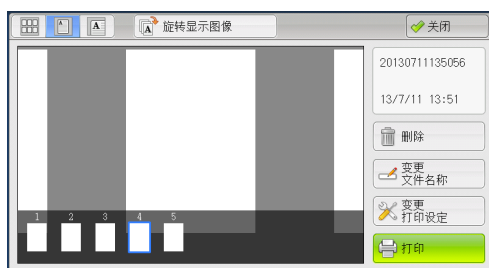 A
A 旋转显示图像
关闭
20130711135056
13/7/11 13:51
删除
变更
文件名称
变更
打印设定
打印
1 2 3 4 5